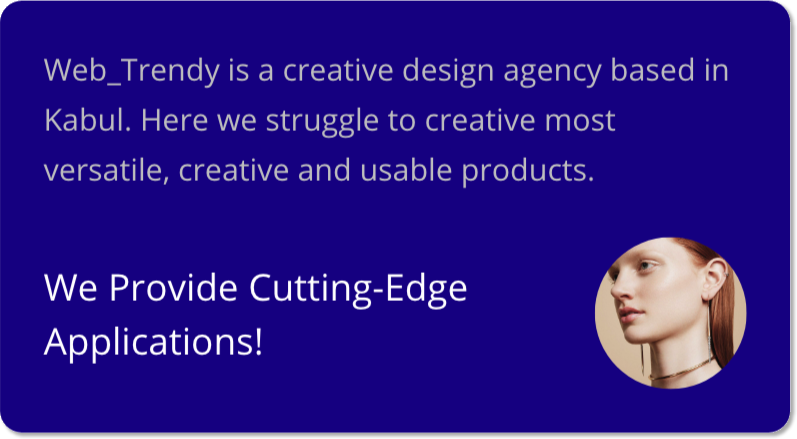 Web_Trendy is a creative design agency based in
Kabul. Here we struggle to creative most
versatile, creative and usable products.
We Provide Cutting-Edge
Applications!